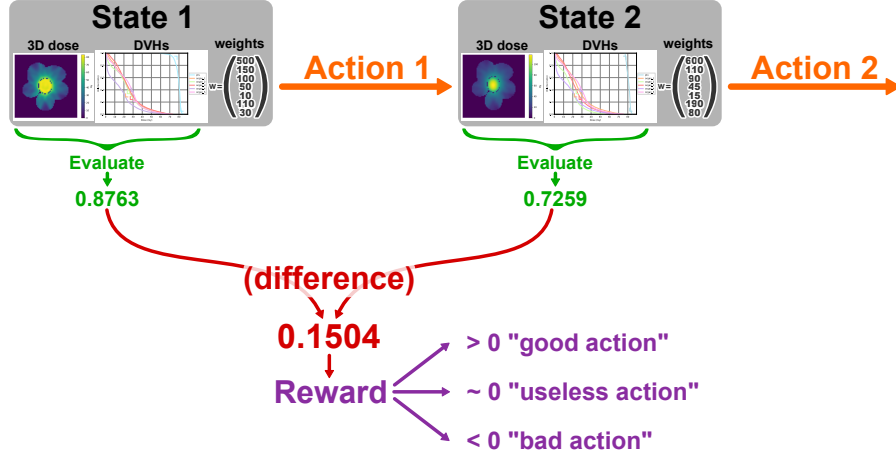 State 1
3D dose
DVHs
weights
w =
500
150
100
50
10
110
30
Action 1
State 2
3D dose
DVHs
weights
w =
600
110
90
45
15
190
80
Action 2
Evaluate
0.8763
Evaluate
0.7259
(difference)
0.1504
Reward
> 0 "good action"
~ 0 "useless action"
< 0 "bad action"